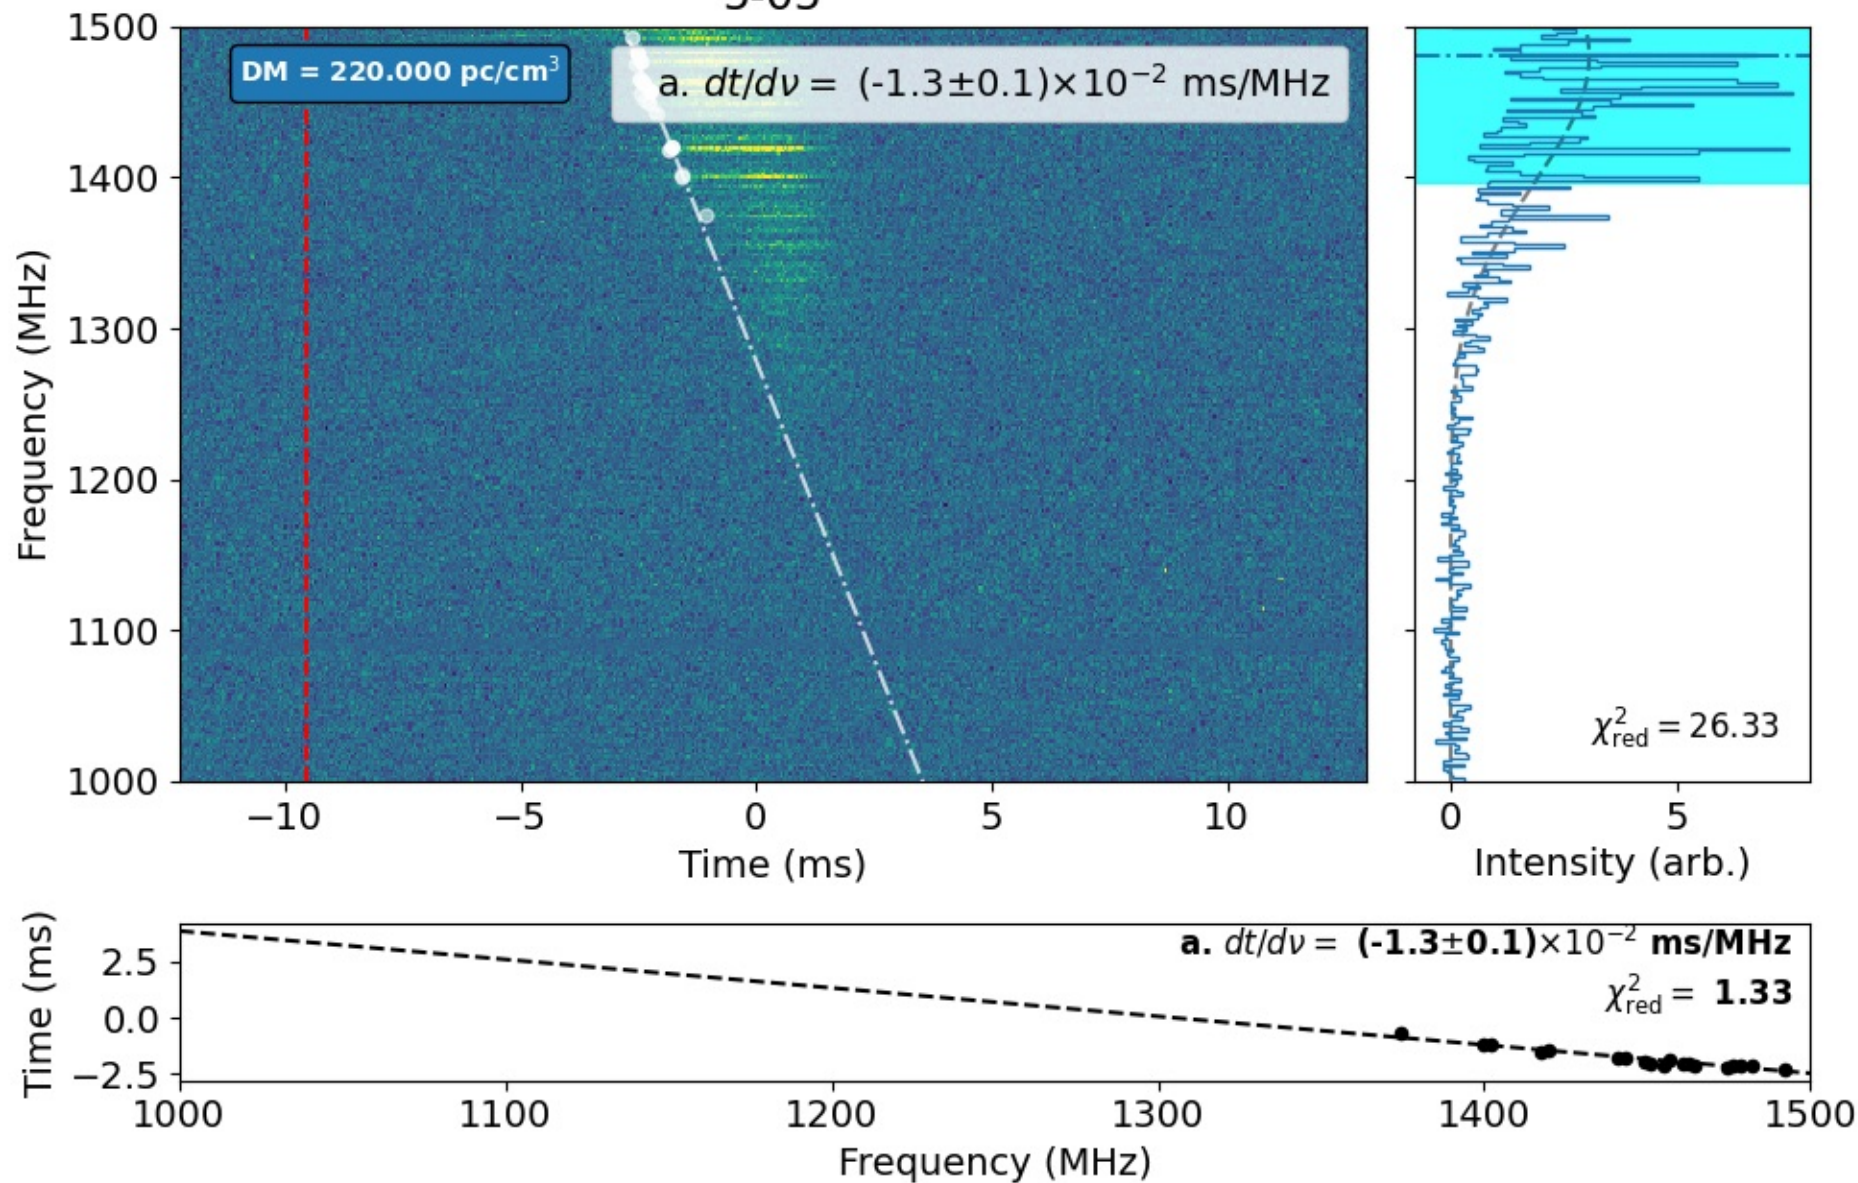 1500
1400
1300
1200
1100
1000
Frequency (MHz)
DM = 220.000 pc/cm³
a. dt/dν = (-1.3±0.1)×10⁻² ms/MHz
−10 −5 0 5 10
Time (ms)
χ²red = 26.33
0 5
Intensity (arb.)
Time (ms)
2.5
0.0
−2.5
a. dt/dν = (-1.3±0.1)×10⁻² ms/MHz
χ²red = 1.33
1000 1100 1200 1300 1400 1500
Frequency (MHz)